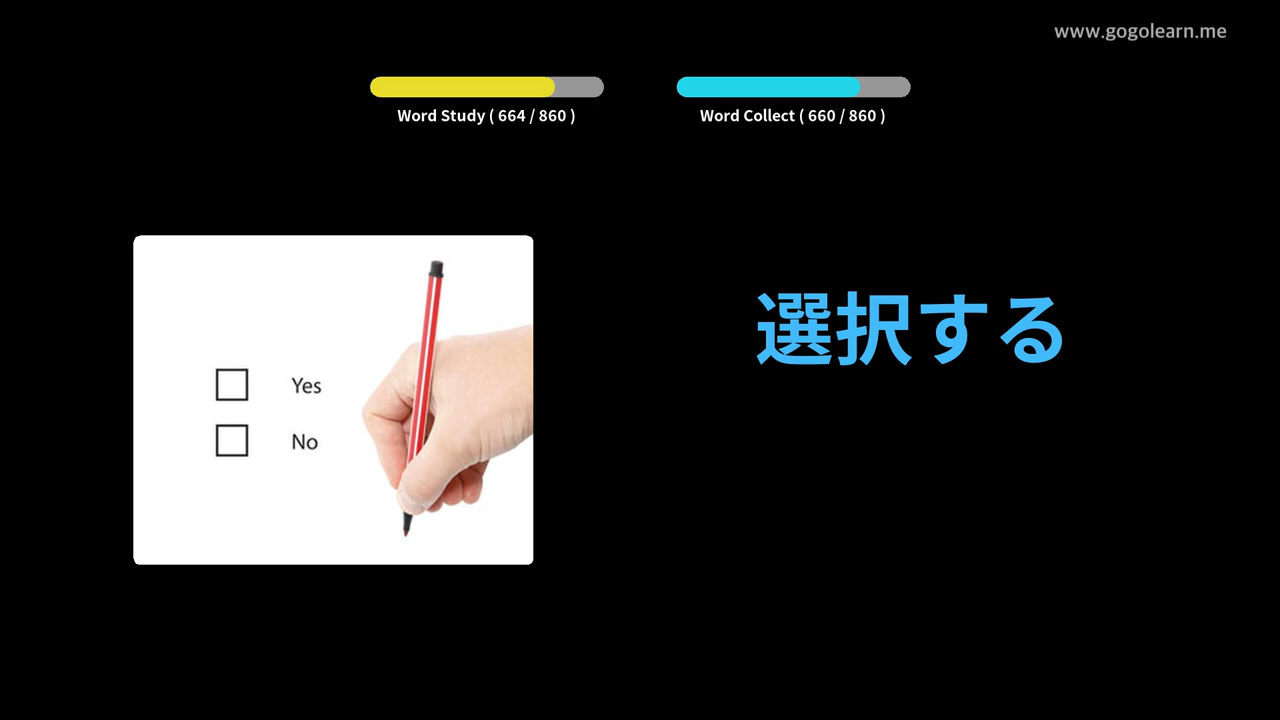 www.gogolearn.me
Word Study ( 664 / 860 )
Word Collect ( 660 / 860 )
選択する
Yes
No